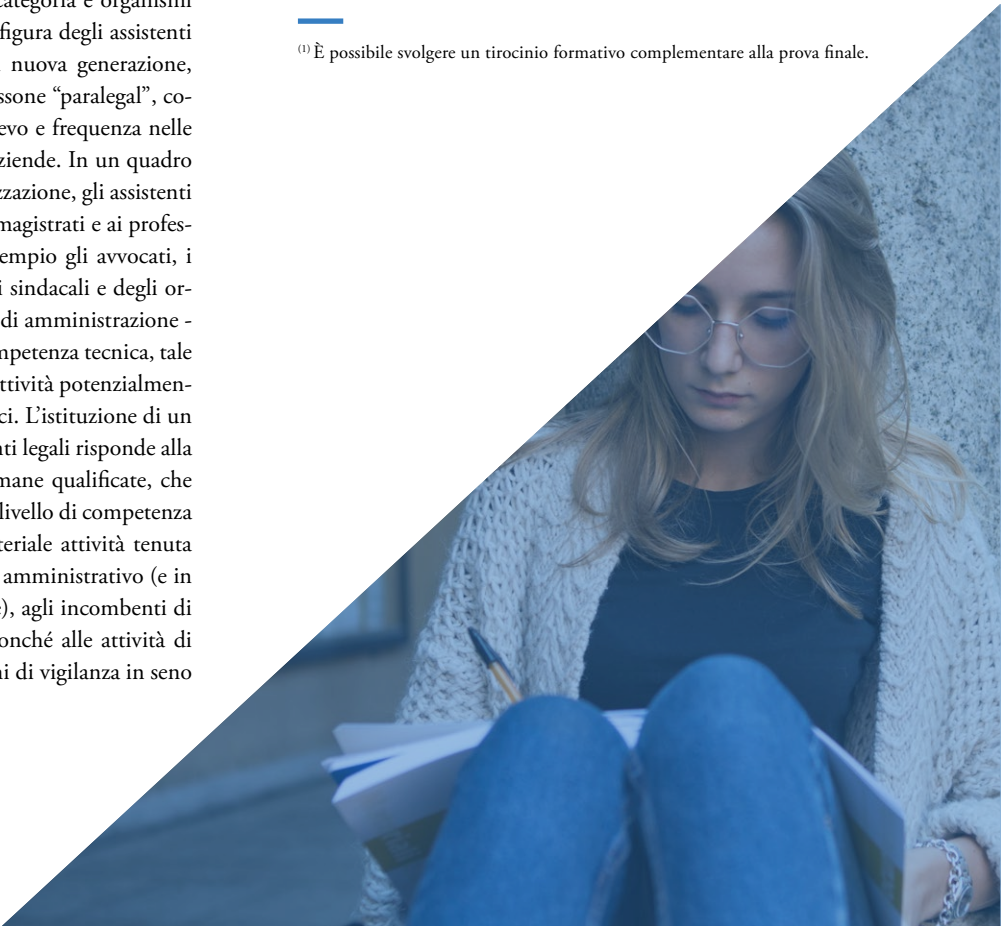 categoria e organismi
figura degli assistenti
nuova generazione,
ssone “paralegal”, co-
evo e frequenza nelle
ziende. In un quadro
zzazione, gli assistenti
magistrati e ai profes-
empio gli avvocati, i
i sindacali e degli or-
di amministrazione -
mpetenza tecnica, tale
ttività potenzialmen-
ci. L’istituzione di un
nti legali risponde alla
mane qualificate, che
livello di competenza
teriale attività tenuta
amministrativo (e in
e), agli incombenti di
onché alle attività di
ni di vigilanza in seno
(1) È possibile svolgere un tirocinio formativo complementare alla prova finale.